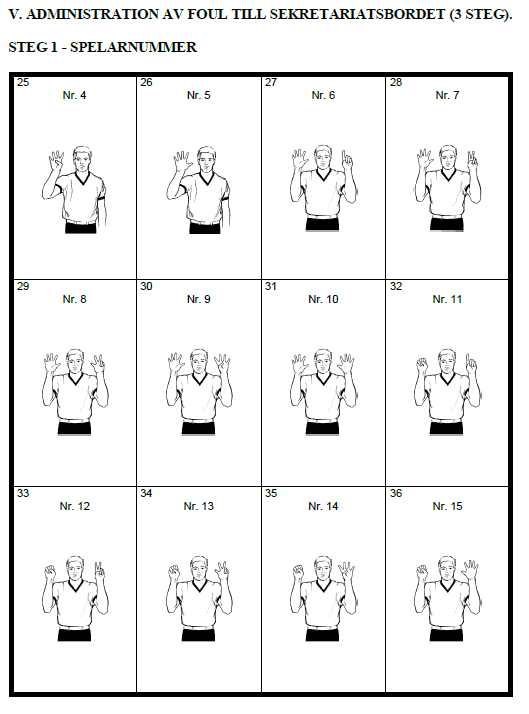 V. ADMINISTRATION AV FOUL TILL SEKRETARIATSBORDET (3 STEG).
STEG 1 - SPELARNUMMER
25
Nr. 4
26
Nr. 5
27
Nr. 6
28
Nr. 7
29
Nr. 8
30
Nr. 9
31
Nr. 10
32
Nr. 11
33
Nr. 12
34
Nr. 13
35
Nr. 14
36
Nr. 15